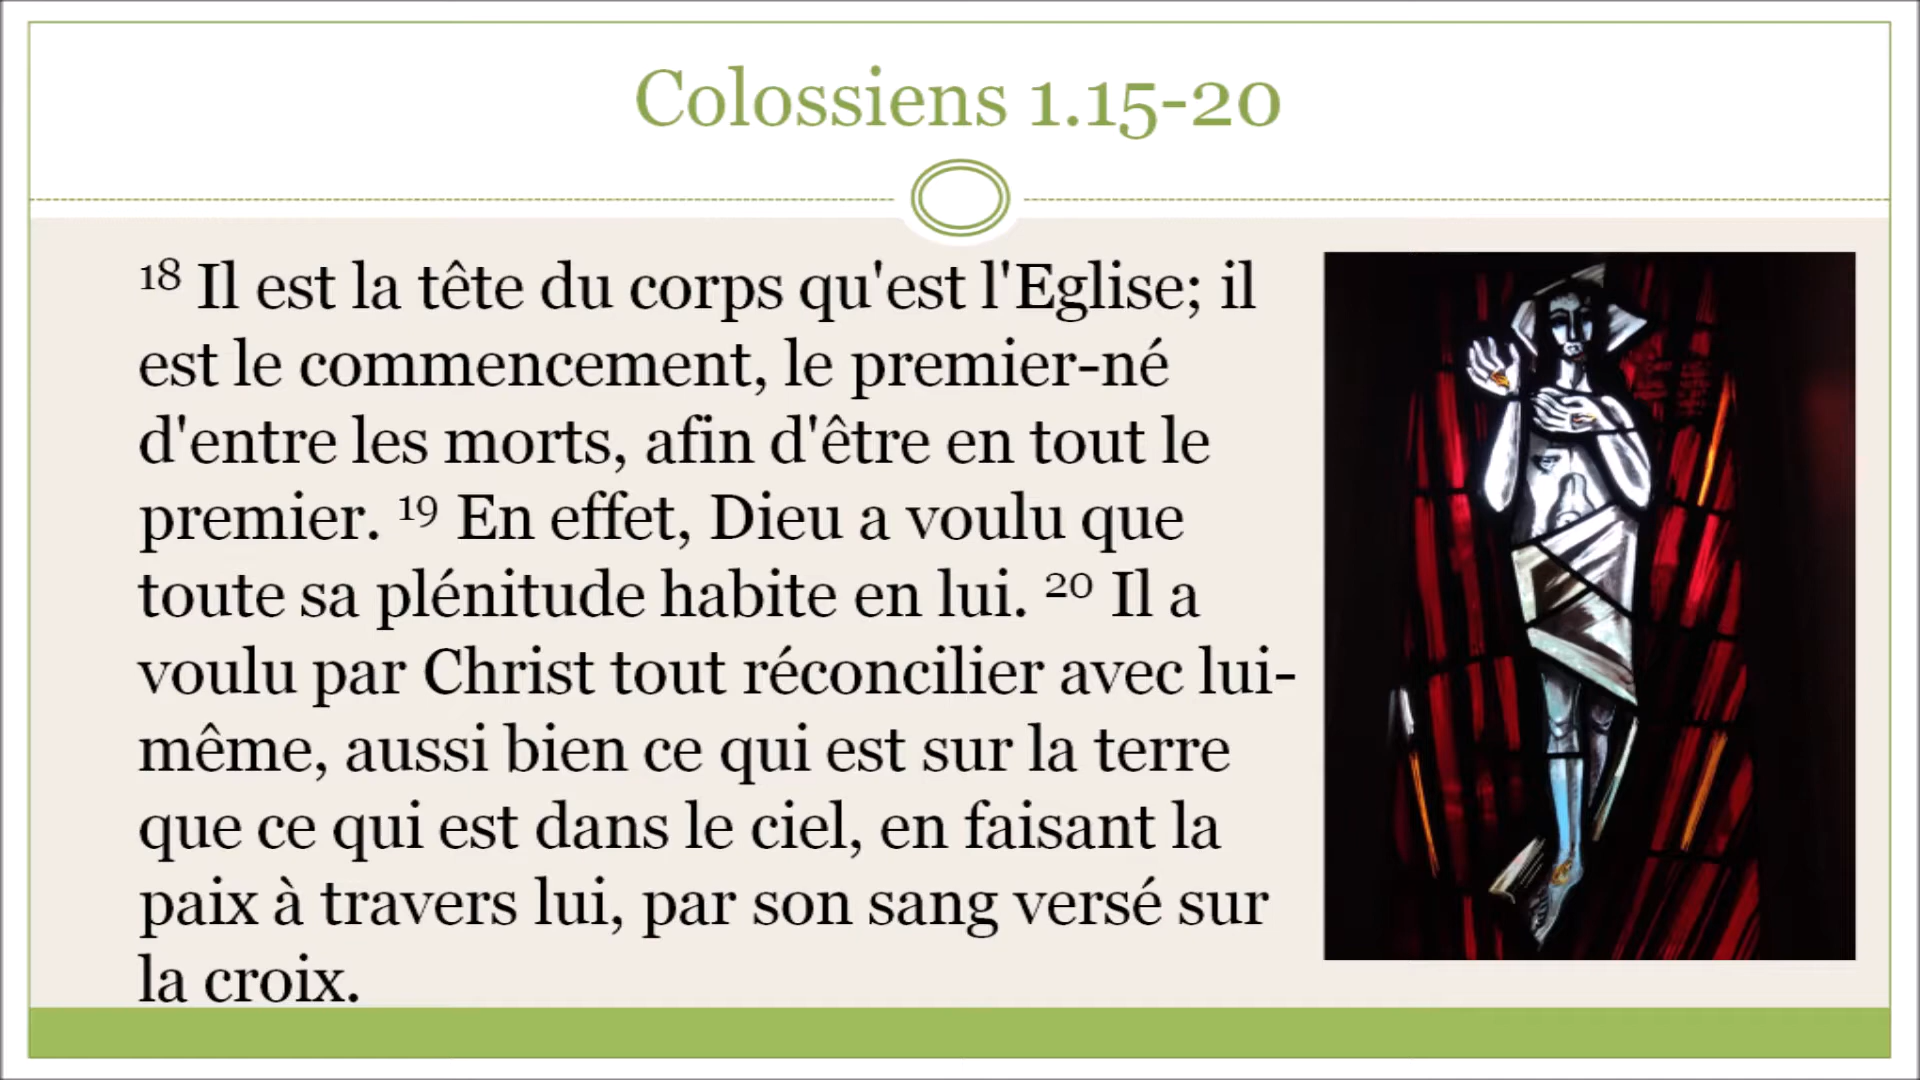 Colossiens 1.15-20
18 Il est la tête du corps qu'est l'Eglise; il
est le commencement, le premier-né
d'entre les morts, afin d'être en tout le
premier. 19 En effet, Dieu a voulu que
toute sa plénitude habite en lui. 20 Il a
voulu par Christ tout réconcilier avec lui-
même, aussi bien ce qui est sur la terre
que ce qui est dans le ciel, en faisant la
paix à travers lui, par son sang versé sur
la croix.